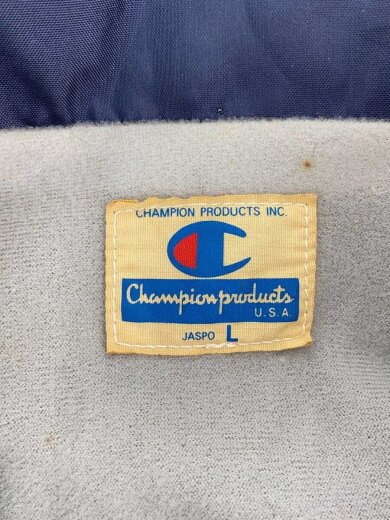 CHAMPION PRODUCTS INC.
Champion products
U.S.A.
JASPO L